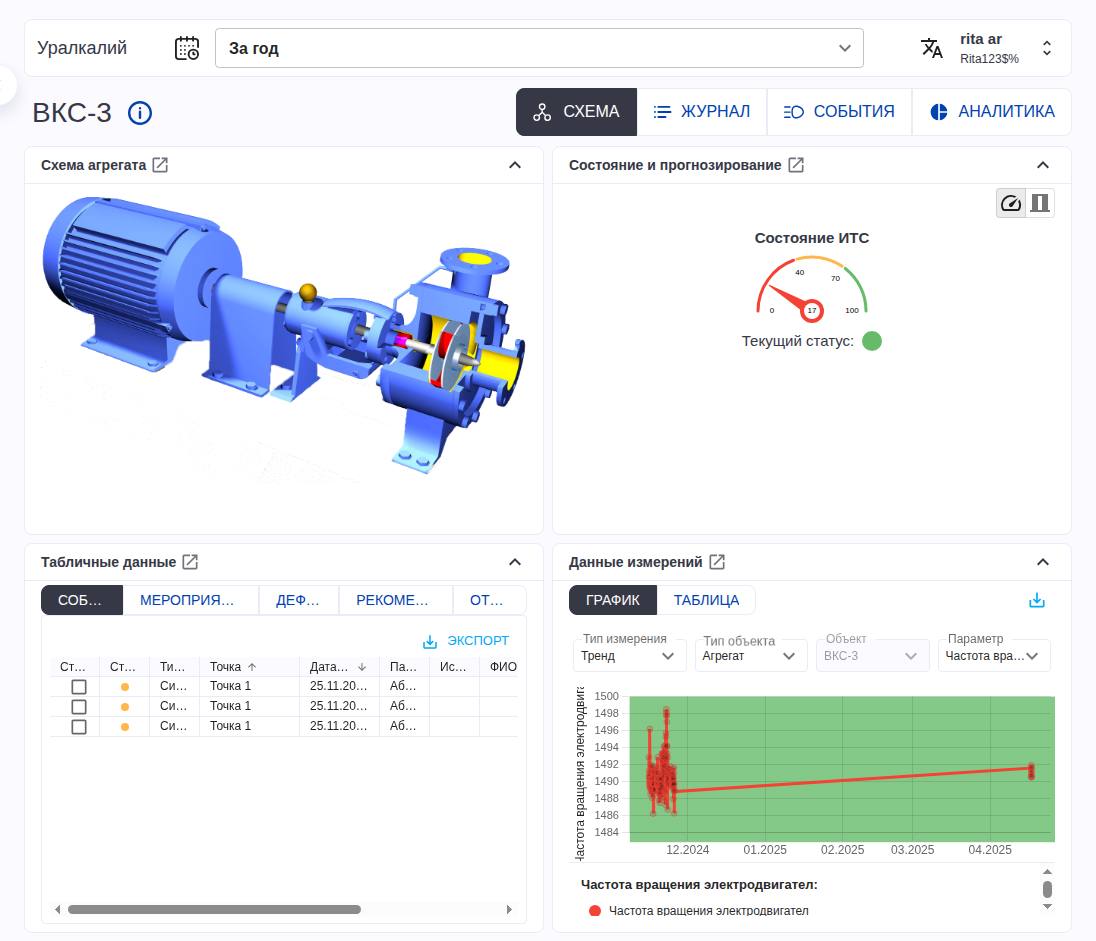 Уралкалий
За год
rita ar
Rita123$%
ВКС-3
СХЕМА
ЖУРНАЛ
СОБЫТИЯ
АНАЛИТИКА
Схема агрегата
Состояние и прогнозирование
Состояние ИТС
40
70
0
17
100
Текущий статус:
Табличные данные
СОБ...
МЕРОПРИЯ...
ДЕФ...
РЕКОМЕ...
ОТ...
ЭКСПОРТ
Ст... Ст... Ти... Точка Дата... Па... Ис... ФИО
Си... Точка 1 25.11.20... Аб...
Си... Точка 1 25.11.20... Аб...
Си... Точка 1 25.11.20... Аб...
Данные измерений
ГРАФИК
ТАБЛИЦА
Тип измерения
Тренд
Тип объекта
Агрегат
Объект
ВКС-3
Параметр
Частота вра...
Частота вращения электродвига
1500
1498
1496
1494
1492
1490
1488
1486
1484
12.2024 01.2025 02.2025 03.2025 04.2025
Частота вращения электродвигател:
Частота вращения электродвигател